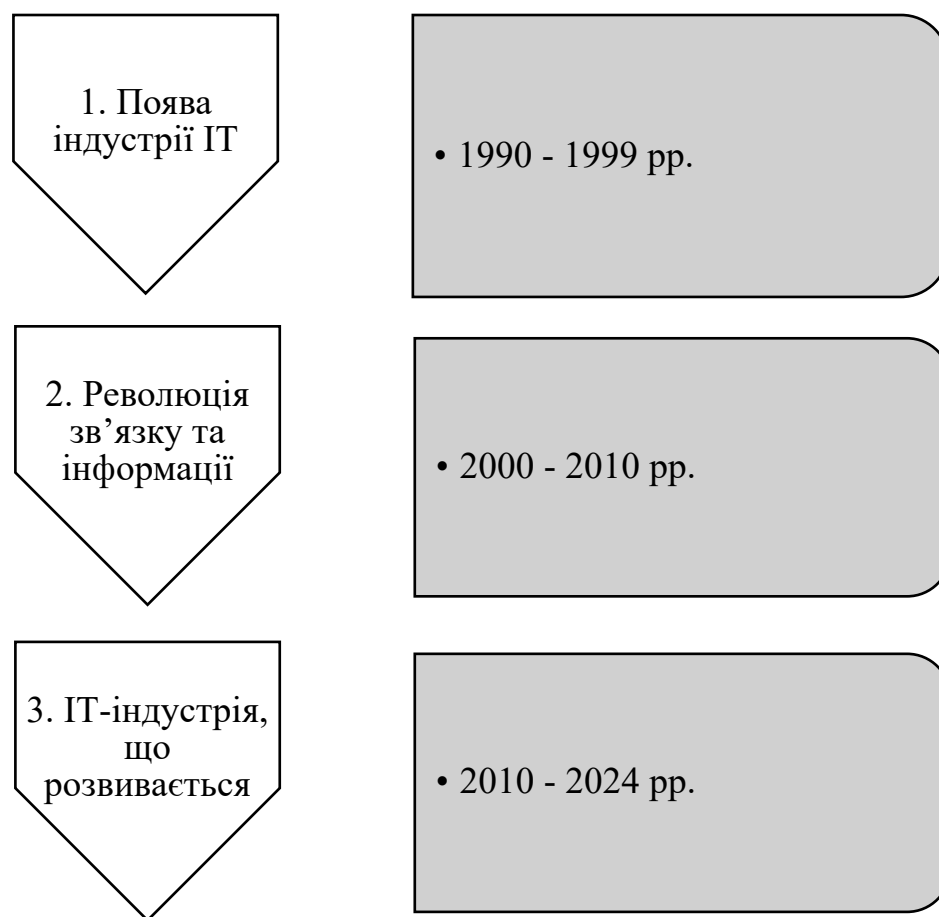 1. Поява
індустрії ІТ
• 1990 - 1999 рр.
2. Революція
зв’язку та
інформації
• 2000 - 2010 рр.
3. ІТ-індустрія,
що
розвивається
• 2010 - 2024 рр.